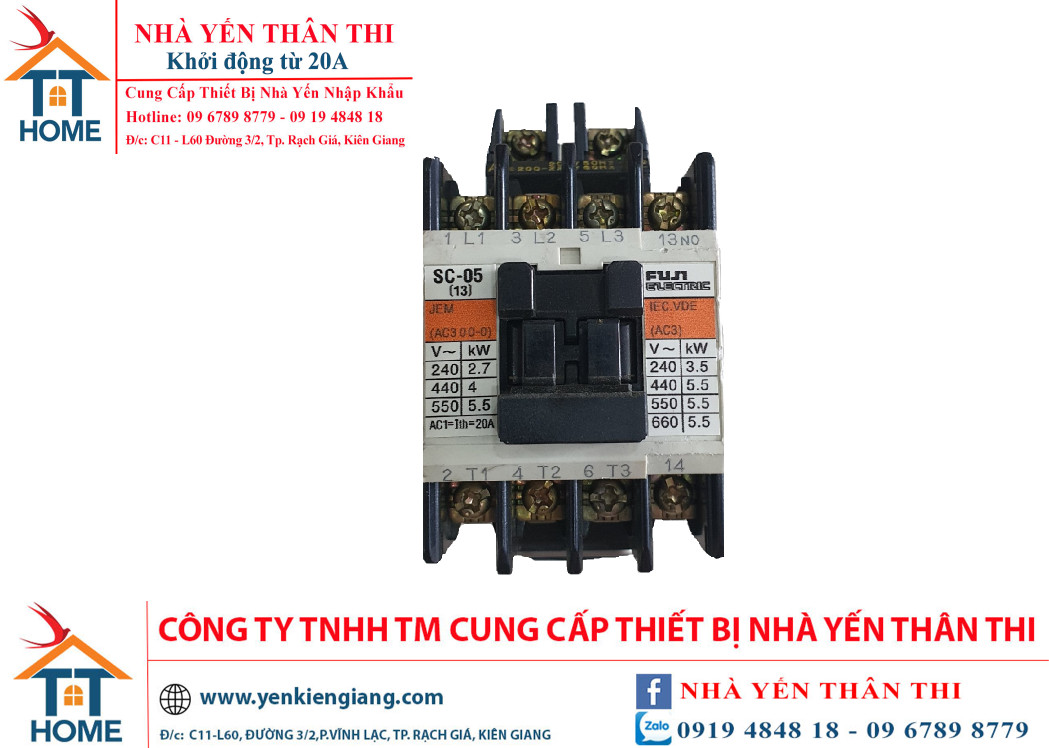 NHÀ YẾN THÂN THI
Khởi động từ 20A
TT
HOME
Cung Cấp Thiết Bị Nhà Yến Nhập Khẩu
Hotline: 09 6789 8779 - 09 19 4848 18
Đ/c: C11 - L60 Đường 3/2, Tp. Rạch Giá, Kiên Giang
1 L1 3 L2 5 L3 13 NO
SC-05
(13)
FUJI
ELECTRIC
JEM
(AC3 0 0-0)
IEC.VDE
(AC3)
V~ kW
240 2.7
440 4
550 5.5
AC1=Ith=20A
V~ kW
240 3.5
440 5.5
550 5.5
660 5.5
2 T1 4 T2 6 T3 14
TT
HOME
CÔNG TY TNHH TM CUNG CẤP THIẾT BỊ NHÀ YẾN THÂN THI
www.yenkiengiang.com
Đ/c: C11-L60, ĐƯỜNG 3/2,P.VĨNH LẠC, TP. RẠCH GIÁ, KIÊN GIANG
f NHÀ YẾN THÂN THI
Zalo 0919 4848 18 - 09 6789 8779